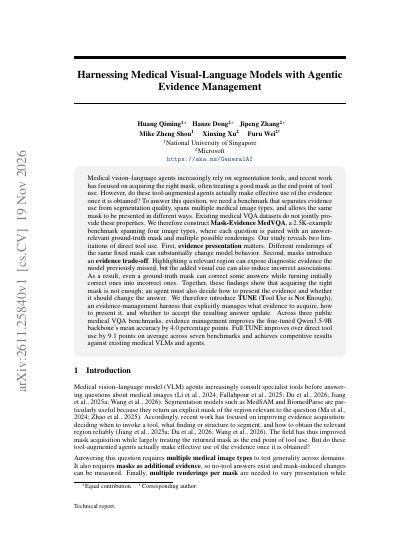 Harnessing Medical Visual-Language Models with Agentic
Evidence Management
Huang Qiming¹* Hanze Dong²* Jipeng Zhang²*
Mike Zheng Shou¹ Xinxing Xu² Furu Wei²†
¹National University of Singapore
²Microsoft
https://aka.ms/GeneralAI
Medical vision–language agents increasingly rely on segmentation tools, and recent work
has focused on acquiring the right mask, often treating a good mask as the end point of tool
use. However, do these tool-augmented agents actually make effective use of the evidence
once it is obtained? To answer this question, we need a benchmark that separates evidence
use from segmentation quality, spans multiple medical image types, and allows the same
mask to be presented in different ways. Existing medical VQA datasets do not jointly pro-
vide these properties. We therefore construct Mask-Evidence MedVQA, a 2.5K-example
benchmark spanning four image types, where each question is paired with an answer-
relevant ground-truth mask and multiple possible renderings. Our study reveals two limi-
tations of direct tool use. First, evidence presentation matters. Different renderings of
the same fixed mask can substantially change model behavior. Second, masks introduce
an evidence trade-off. Highlighting a relevant region can expose diagnostic evidence the
model previously missed, but the added visual cue can also induce incorrect associations.
As a result, even a ground-truth mask can correct some answers while turning initially
correct ones into incorrect ones. Together, these findings show that acquiring the right
mask is not enough; an agent must also decide how to present the evidence and whether
it should change the answer. We therefore introduce TUNE (Tool Use is Not Enough),
an evidence-management harness that explicitly manages what evidence to acquire, how
to present it, and whether to accept the resulting answer update. Across three public
medical VQA benchmarks, evidence management improves the fine-tuned Qwen3.5-9B
backbone's mean accuracy by 4.0 percentage points. Full TUNE improves over direct tool
use by 9.1 points on average across seven benchmarks and achieves competitive results
against existing medical VLMs and agents.
1 Introduction
Medical vision–language model (VLM) agents increasingly consult specialist tools before answer-
ing questions about medical images (Li et al., 2024; Fallahpour et al., 2025; Du et al., 2026; Jiang
et al., 2025a; Wang et al., 2026). Segmentation models such as MedSAM and BiomedParse are par-
ticularly useful because they return an explicit mask of the region relevant to the question (Ma et al.,
2024; Zhao et al., 2025). Accordingly, recent work has focused on improving evidence acquisition:
deciding when to invoke a tool, what finding or structure to segment, and how to obtain the relevant
region reliably (Jiang et al., 2025a; Du et al., 2026; Wang et al., 2026). The field has thus improved
mask acquisition while largely treating the returned mask as the end point of tool use. But do these
tool-augmented agents actually make effective use of the evidence once it is obtained?
Answering this question requires multiple medical image types to test generality across domains.
It also requires masks as additional evidence, so no-tool answers exist and mask-induced changes
can be measured. Finally, multiple renderings per mask are needed to vary presentation while
*Equal contribution. † Corresponding author.
Technical report.
arXiv:2611.25840v1 [cs.CV] 19 Nov 2026